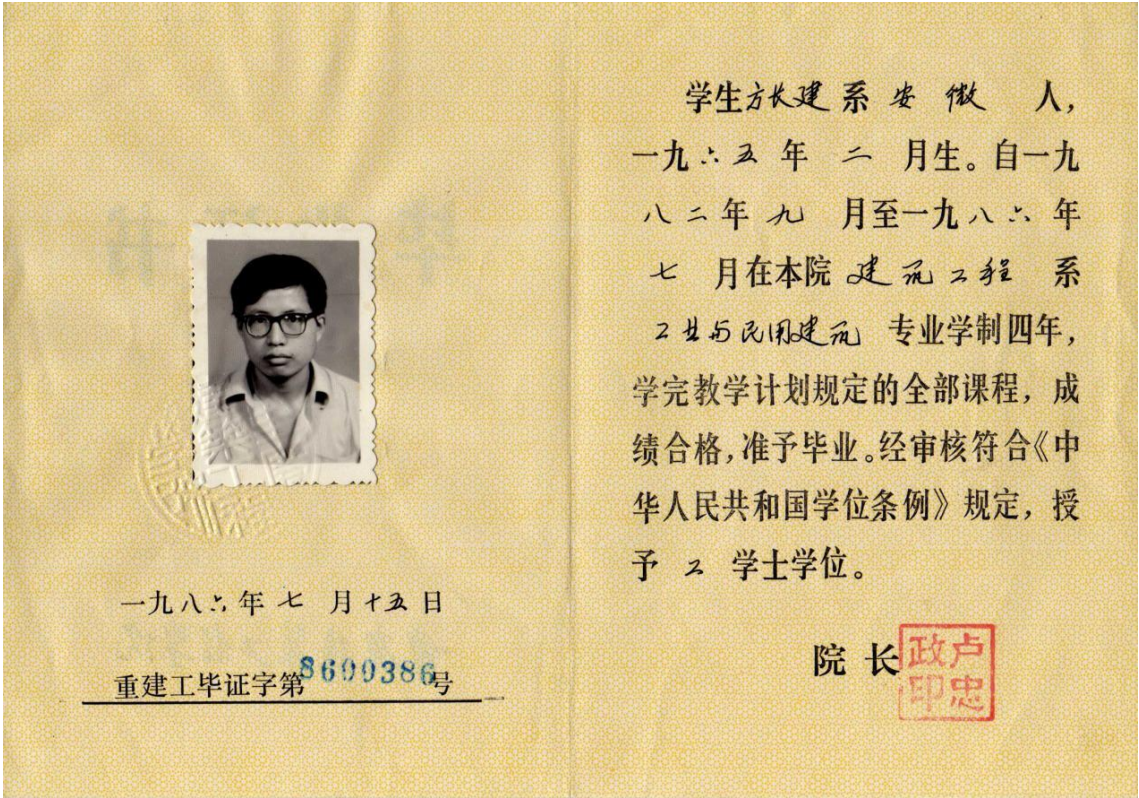 一九八六年七月十五日
重建工毕证字第8600386号
学生方长建系安徽人,
一九六五年二月生。自一九
八二年九月至一九八六年
七月在本院建筑工程系
工业与民用建筑专业学制四年,
学完教学计划规定的全部课程,成
绩合格,准予毕业。经审核符合《中
华人民共和国学位条例》规定,授
予工学士学位。
院长
卢忠
政印